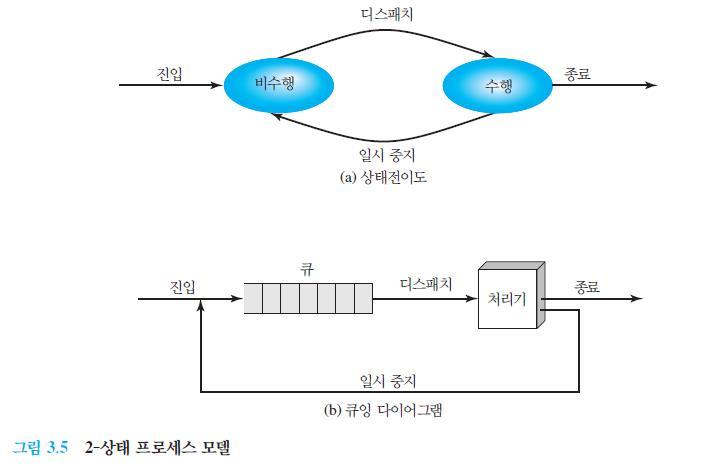 디스패치
진입
비수행
수행
종료
일시 중지
(a) 상태전이도
큐
진입
디스패치
처리기
종료
일시 중지
(b) 큐잉 다이어그램
그림 3.5 2-상태 프로세스 모델